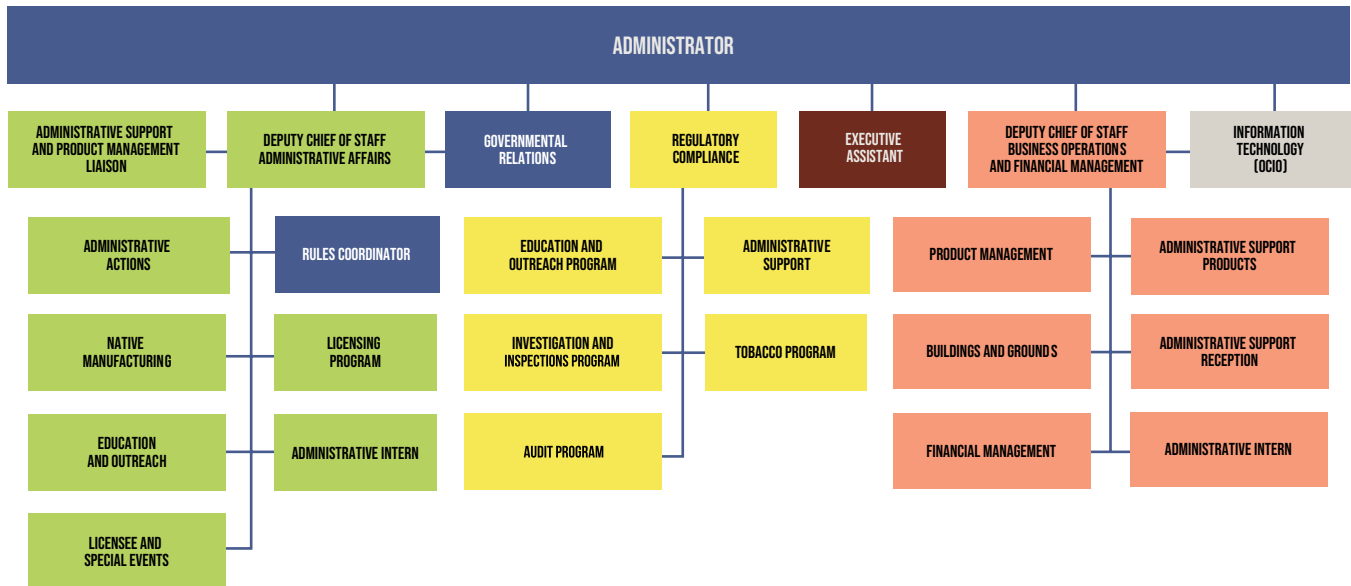 ADMINISTRATOR
ADMINISTRATIVE SUPPORT
AND PRODUCT MANAGEMENT
LIAISON
DEPUTY CHIEF OF STAFF
ADMINISTRATIVE AFFAIRS
GOVERNMENTAL
RELATIONS
REGULATORY
COMPLIANCE
EXECUTIVE
ASSISTANT
DEPUTY CHIEF OF STAFF
BUSINESS OPERATIONS
AND FINANCIAL MANAGEMENT
INFORMATION
TECHNOLOGY
(OCIO)
ADMINISTRATIVE
ACTIONS
RULES COORDINATOR
NATIVE
MANUFACTURING
LICENSING
PROGRAM
EDUCATION
AND OUTREACH
ADMINISTRATIVE INTERN
LICENSEE AND
SPECIAL EVENTS
EDUCATION AND
OUTREACH PROGRAM
ADMINISTRATIVE
SUPPORT
INVESTIGATION AND
INSPECTIONS PROGRAM
TOBACCO PROGRAM
AUDIT PROGRAM
PRODUCT MANAGEMENT
ADMINISTRATIVE SUPPORT
PRODUCTS
BUILDINGS AND GROUNDS
ADMINISTRATIVE SUPPORT
RECEPTION
FINANCIAL MANAGEMENT
ADMINISTRATIVE INTERN